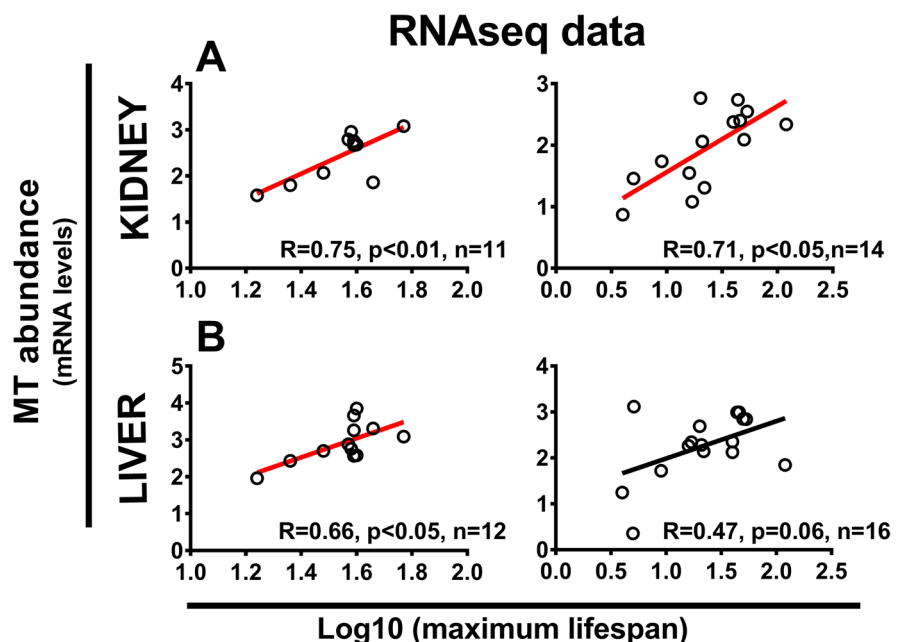 RNAseq data
A
MT abundance
(mRNA levels)
KIDNEY
4
3
2
1
0
1.0 1.2 1.4 1.6 1.8 2.0
R=0.75, p<0.01, n=11
3
2
1
0
0.0 0.5 1.0 1.5 2.0 2.5
R=0.71, p<0.05,n=14
B
LIVER
5
4
3
2
1
0
1.0 1.2 1.4 1.6 1.8 2.0
R=0.66, p<0.05, n=12
4
3
2
1
0
0.0 0.5 1.0 1.5 2.0 2.5
R=0.47, p=0.06, n=16
Log10 (maximum lifespan)